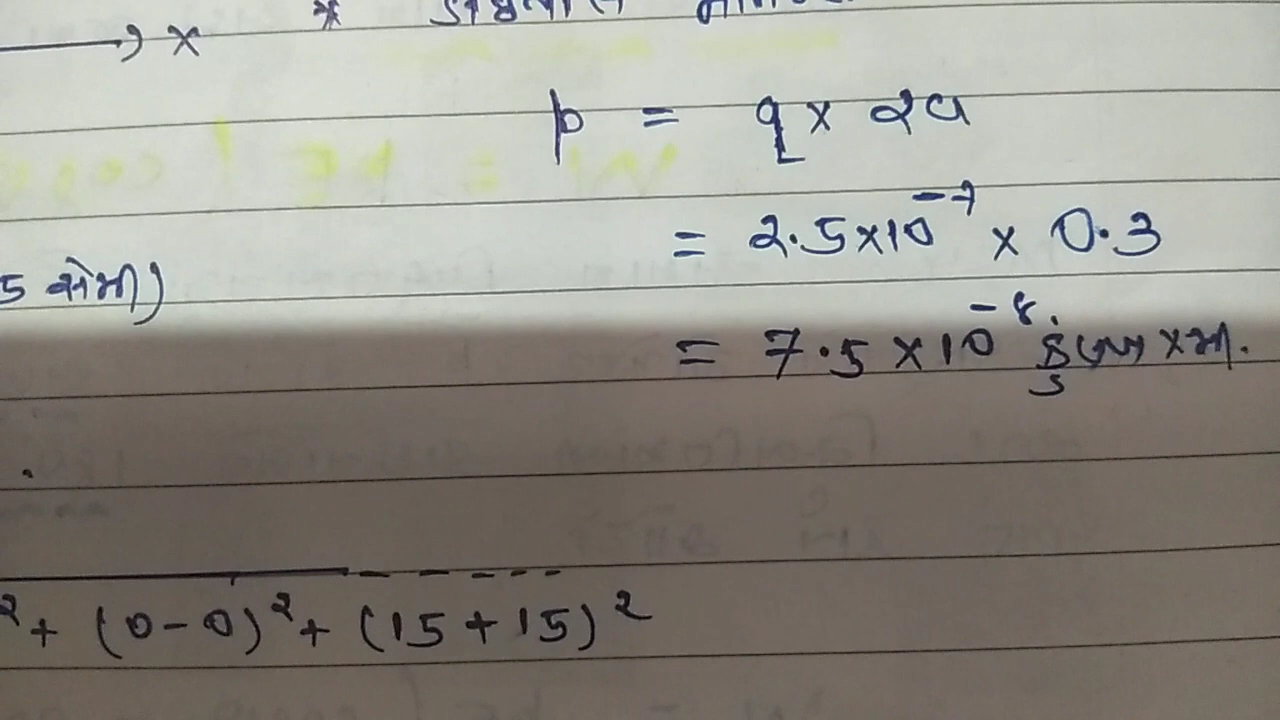 → x *
p = q x 2a
= 2.5×10⁻⁷ × 0.3
5 सेमी)
= 7.5 × 10⁻⁸ कूलाम × मी.
.
² + (0-0)² + (15+15)²